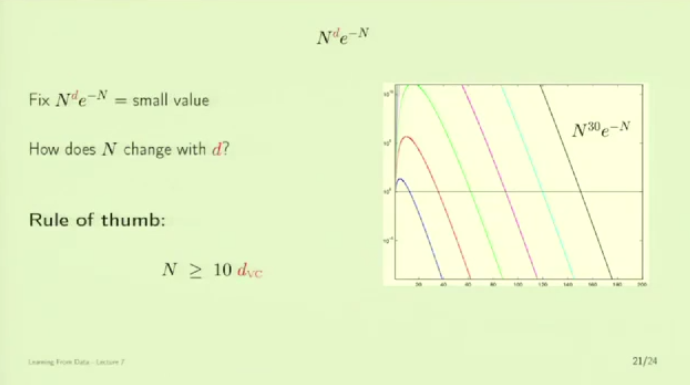 N^d e^{-N}
Fix N^d e^{-N} = small value
How does N change with d?
Rule of thumb:
N ≥ 10 d_VC
N^{30} e^{-N}
20 40 60 80 100 120 140 160 180 200
Learning From Data - Lecture 7
21/24